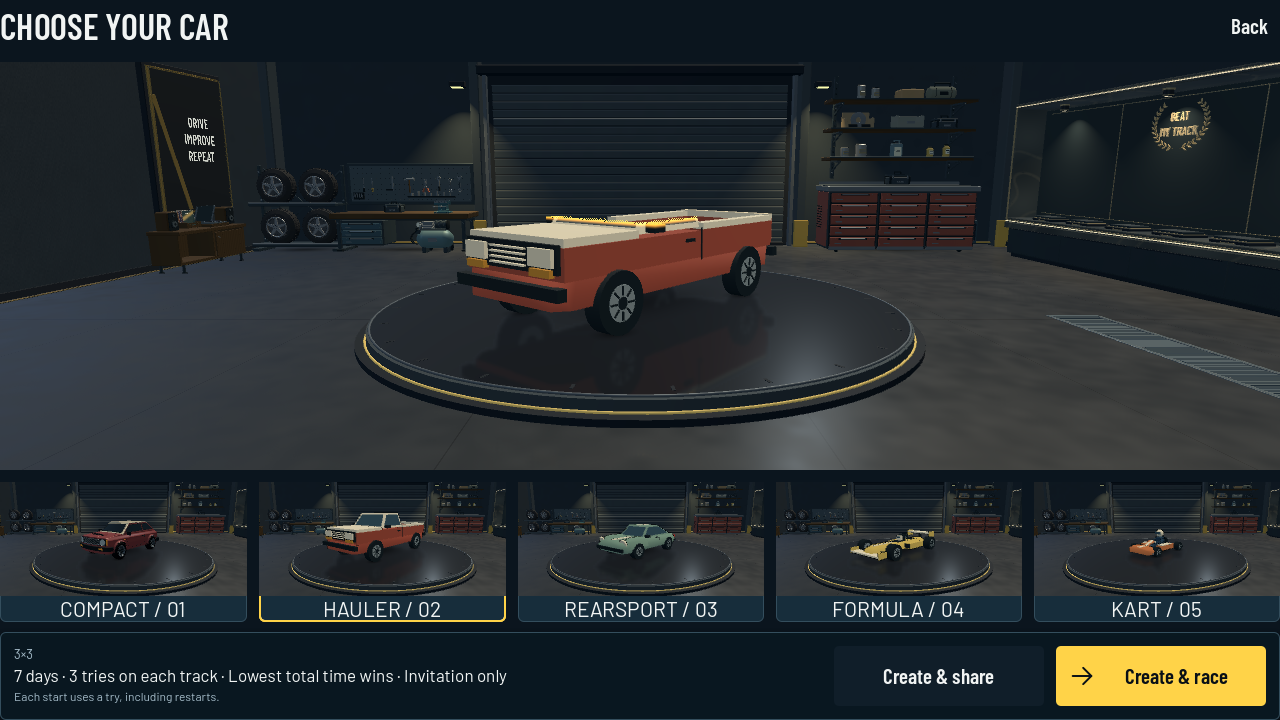 CHOOSE YOUR CAR
Back
DRIVE
IMPROVE
REPEAT
BEAT
MY TRACK
COMPACT / 01
HAULER / 02
REARSPORT / 03
FORMULA / 04
KART / 05
3×3
7 days · 3 tries on each track · Lowest total time wins · Invitation only
Each start uses a try, including restarts.
Create & share
Create & race